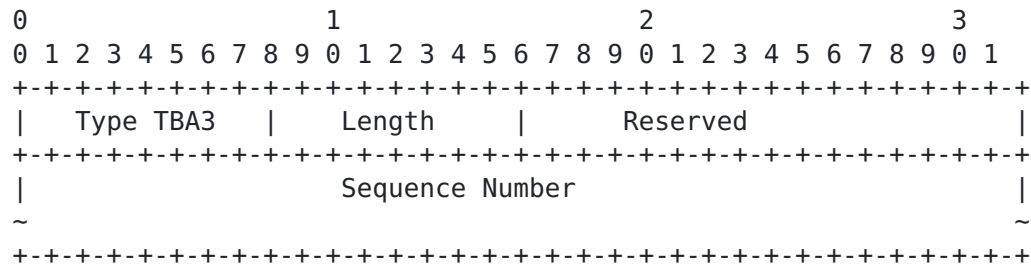 0                   1                   2                   3
0 1 2 3 4 5 6 7 8 9 0 1 2 3 4 5 6 7 8 9 0 1 2 3 4 5 6 7 8 9 0 1
+-+-+-+-+-+-+-+-+-+-+-+-+-+-+-+-+-+-+-+-+-+-+-+-+-+-+-+-+-+-+-+-+
|   Type TBA3   |    Length     |      Reserved                 |
+-+-+-+-+-+-+-+-+-+-+-+-+-+-+-+-+-+-+-+-+-+-+-+-+-+-+-+-+-+-+-+-+
|                    Sequence Number                            |
~                                                               ~
+-+-+-+-+-+-+-+-+-+-+-+-+-+-+-+-+-+-+-+-+-+-+-+-+-+-+-+-+-+-+-+-+